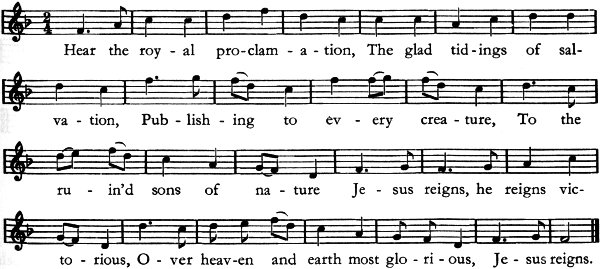 2/4
Hear the roy - al pro-clam - a - tion, The glad tid - ings of sal-
va - tion, Pub - lish - ing to ev - ery crea - ture, To the
ru - in'd sons of na - ture Je - sus reigns, he reigns vic-
to - rious, O - ver heav-en and earth most glo - ri - ous, Je - sus reigns.